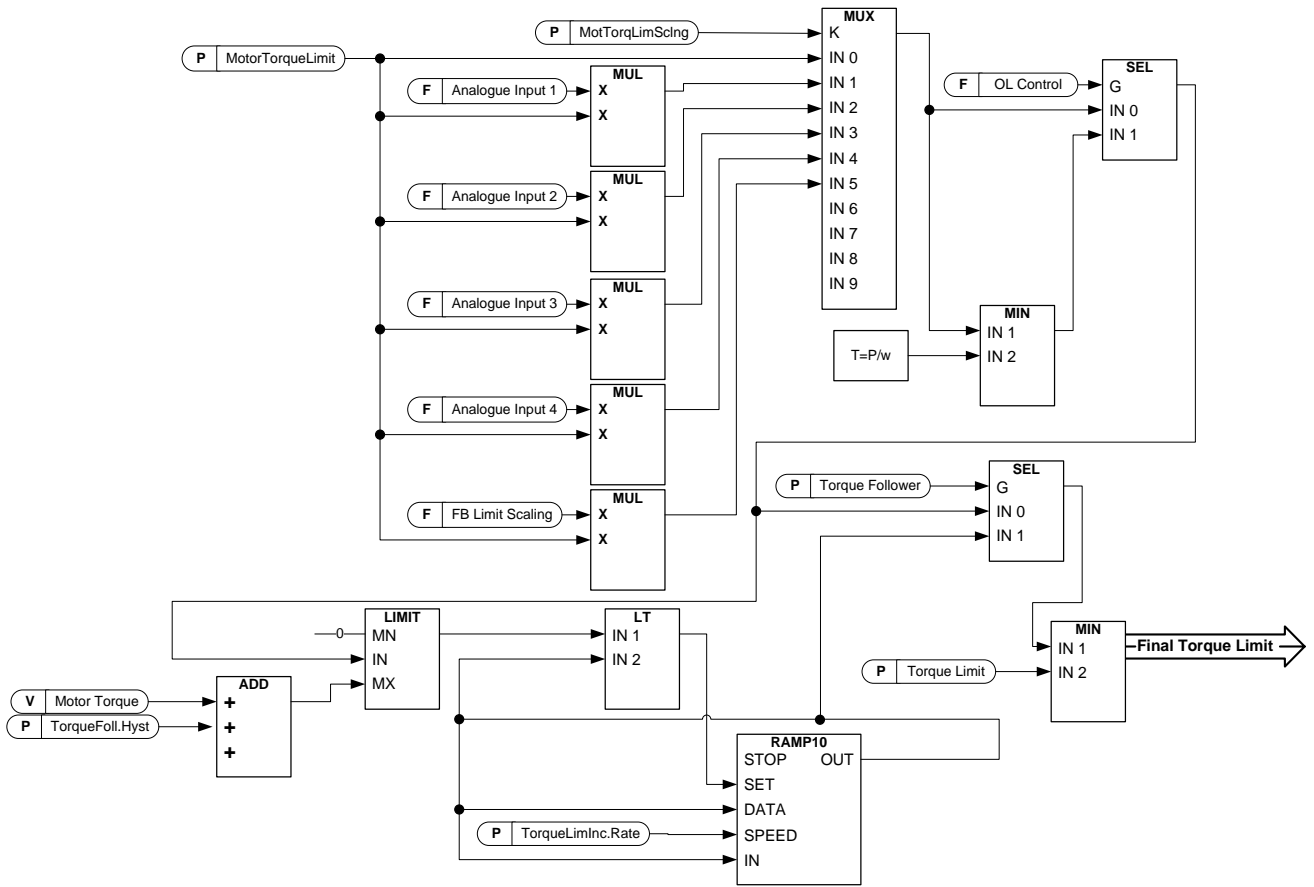 MUX
P MotTorqLimSclng
K
P MotorTorqueLimit
IN 0
IN 1
IN 2
IN 3
IN 4
IN 5
IN 6
IN 7
IN 8
IN 9
MUL
F Analogue Input 1
X
X
MUL
F Analogue Input 2
X
X
MUL
F Analogue Input 3
X
X
MUL
F Analogue Input 4
X
X
MUL
F FB Limit Scaling
X
X
SEL
F OL Control
G
IN 0
IN 1
MIN
IN 1
IN 2
T=P/w
SEL
P Torque Follower
G
IN 0
IN 1
LIMIT
0 MN
IN
MX
LT
IN 1
IN 2
MIN
IN 1
IN 2
Final Torque Limit
P Torque Limit
ADD
V Motor Torque
+
P TorqueFoll.Hyst
+
+
RAMP10
STOP OUT
SET
DATA
P TorqueLimInc.Rate
SPEED
IN